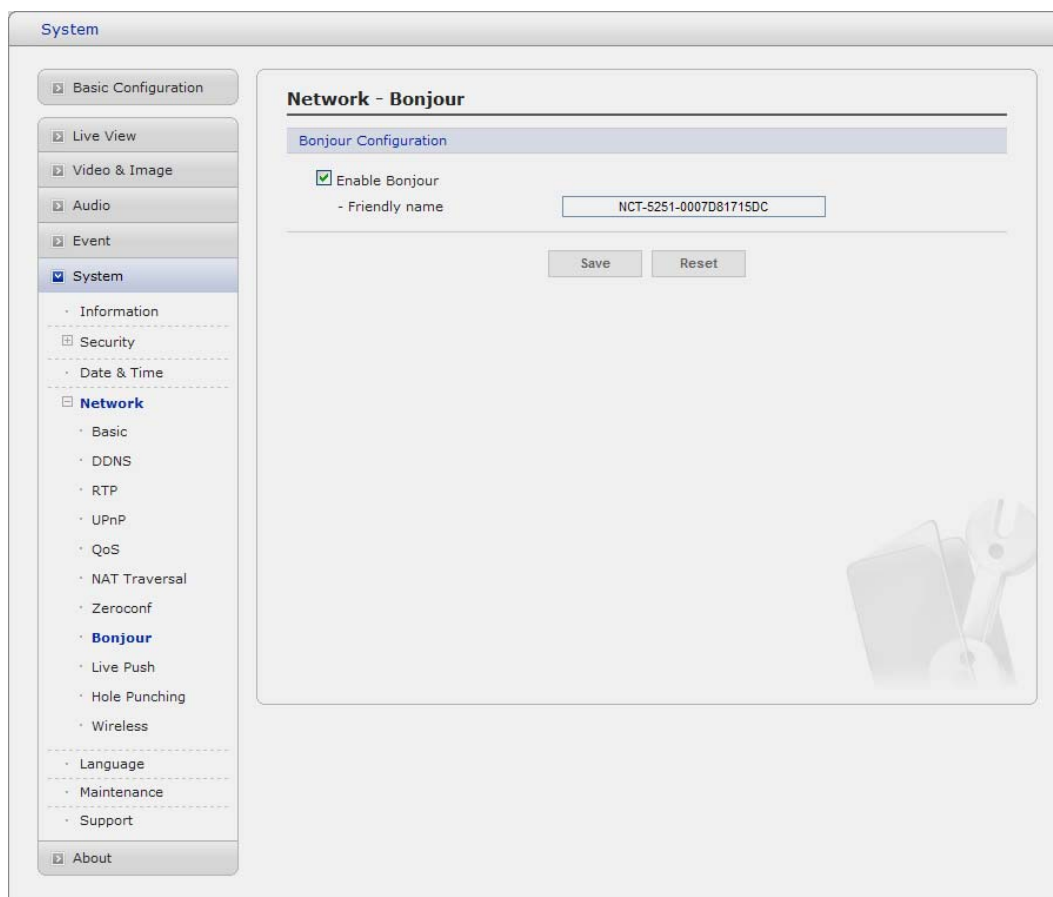 System
Basic Configuration
Live View
Video & Image
Audio
Event
System
Information
Security
Date & Time
Network
Basic
DDNS
RTP
UPnP
QoS
NAT Traversal
Zeroconf
Bonjour
Live Push
Hole Punching
Wireless
Language
Maintenance
Support
About
Network - Bonjour
Bonjour Configuration
Enable Bonjour
- Friendly name NCT-5251-0007D81715DC
Save Reset